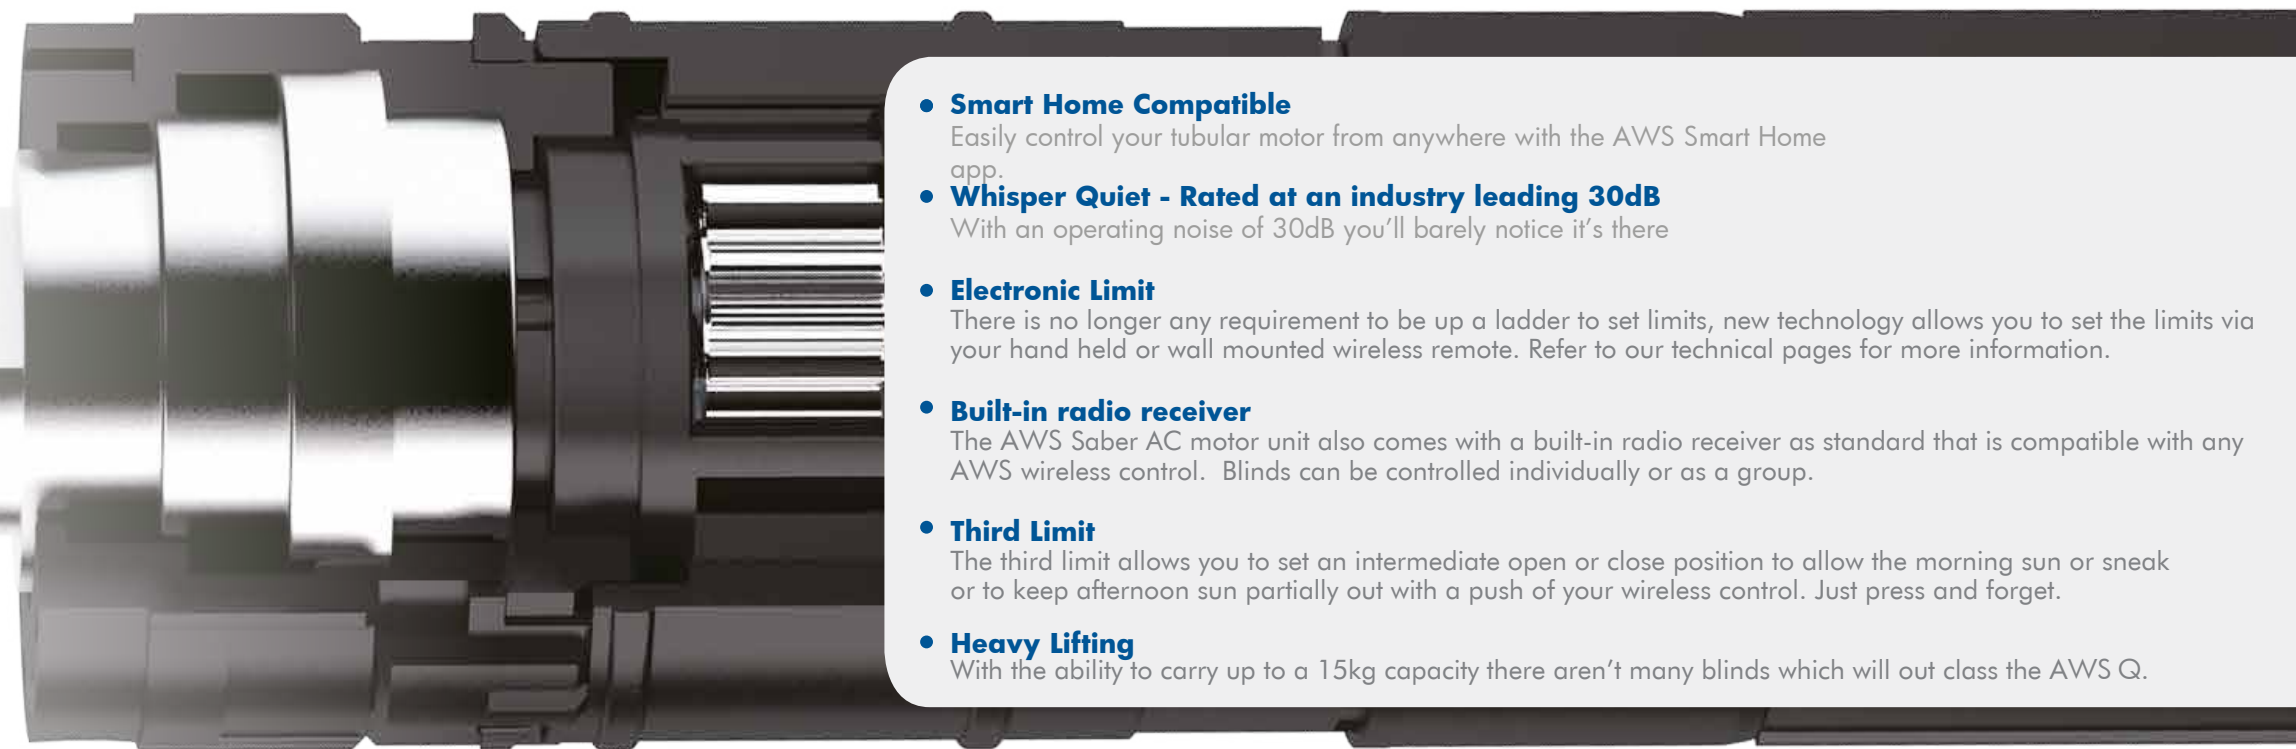 Smart Home Compatible
Easily control your tubular motor from anywhere with the AWS Smart Home
app.
Whisper Quiet - Rated at an industry leading 30dB
With an operating noise of 30dB you'll barely notice it's there
Electronic Limit
There is no longer any requirement to be up a ladder to set limits, new technology allows you to set the limits via
your hand held or wall mounted wireless remote. Refer to our technical pages for more information.
Built-in radio receiver
The AWS Saber AC motor unit also comes with a built-in radio receiver as standard that is compatible with any
AWS wireless control.  Blinds can be controlled individually or as a group.
Third Limit
The third limit allows you to set an intermediate open or close position to allow the morning sun or sneak
or to keep afternoon sun partially out with a push of your wireless control. Just press and forget.
Heavy Lifting
With the ability to carry up to a 15kg capacity there aren't many blinds which will out class the AWS Q.